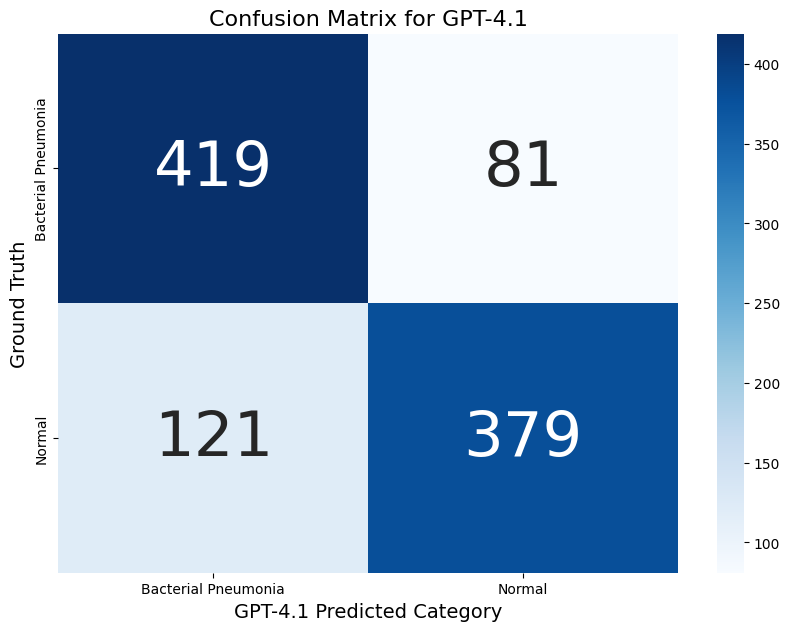 Confusion Matrix for GPT-4.1
Bacterial Pneumonia
Normal
Ground Truth
419
81
121
379
Bacterial Pneumonia
Normal
GPT-4.1 Predicted Category
400
350
300
250
200
150
100